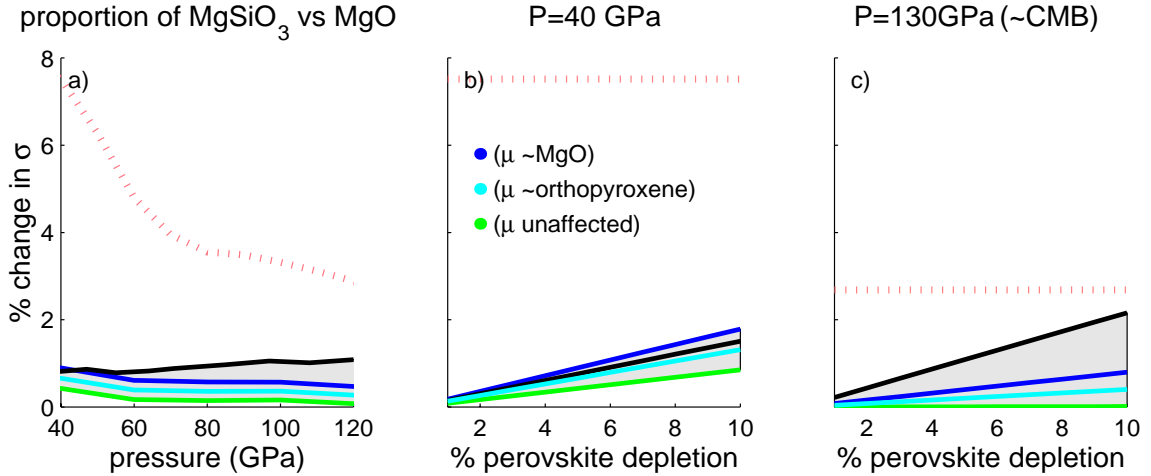 proportion of MgSiO3 vs MgO
P=40 GPa
P=130GPa (~CMB)
% change in σ
8
6
4
2
0
a)
40 60 80 100 120
pressure (GPa)
b)
(μ ~MgO)
(μ ~orthopyroxene)
(μ unaffected)
2 4 6 8 10
% perovskite depletion
c)
2 4 6 8 10
% perovskite depletion